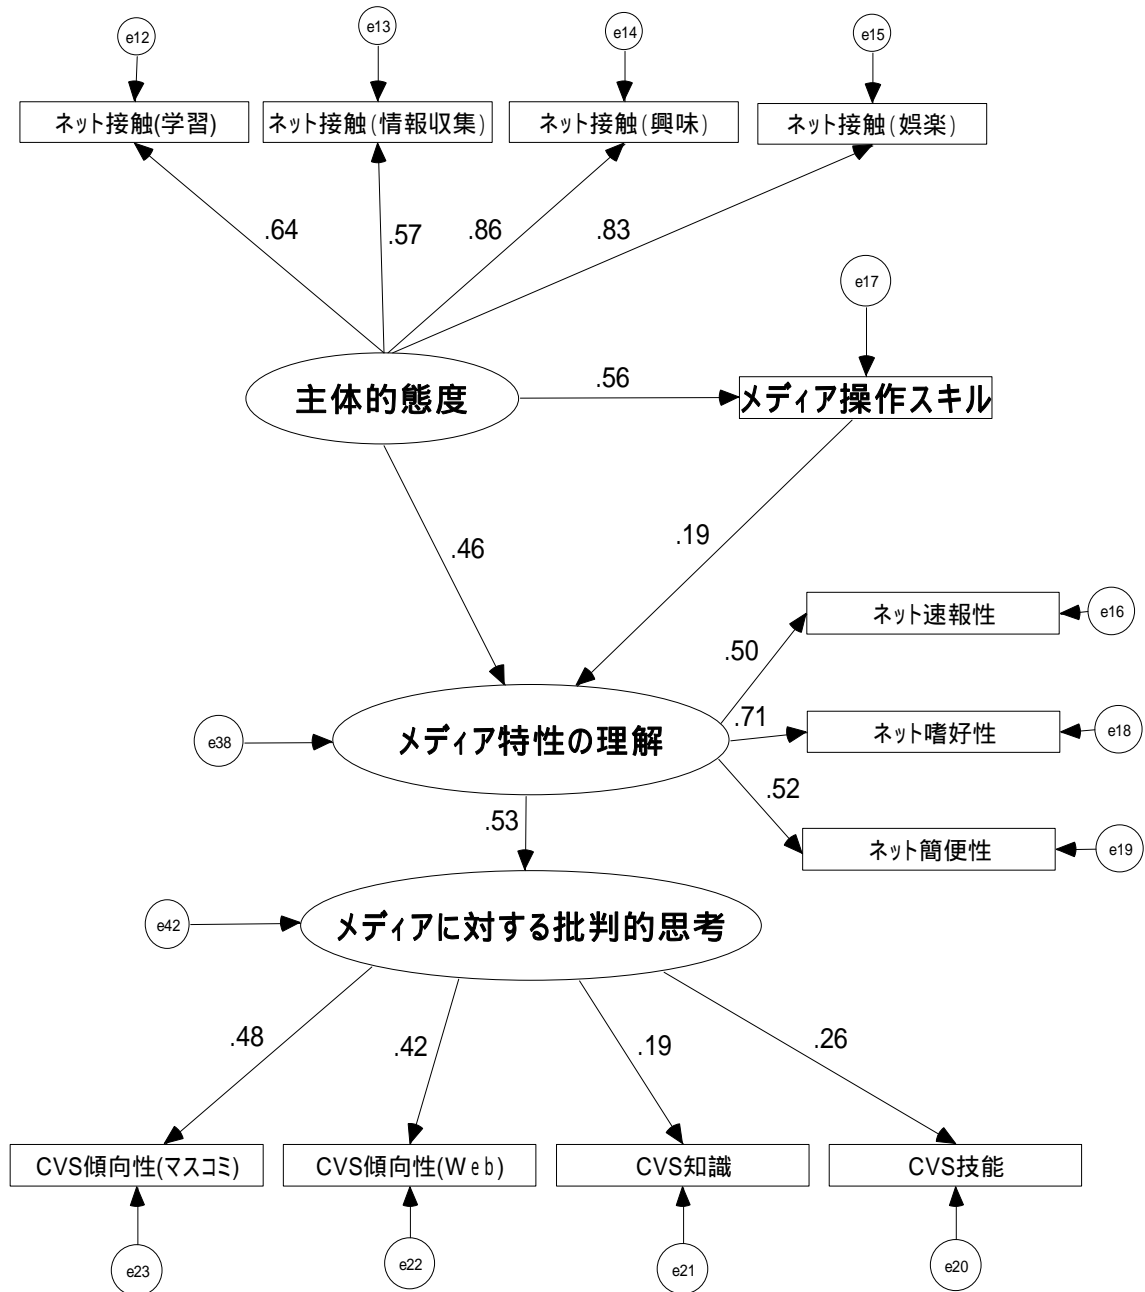 e12
e13
e14
e15
ネット接触(学習)
ネット接触(情報収集)
ネット接触(興味)
ネット接触(娯楽)
.64
.57
.86
.83
e17
主体的態度
.56
メディア操作スキル
.46
.19
ネット速報性
e16
.50
.71
ネット嗜好性
e18
e38
メディア特性の理解
.52
.53
ネット簡便性
e19
e42
メディアに対する批判的思考
.48
.42
.19
.26
CVS傾向性(マスコミ)
CVS傾向性(Web)
CVS知識
CVS技能
e23
e22
e21
e20